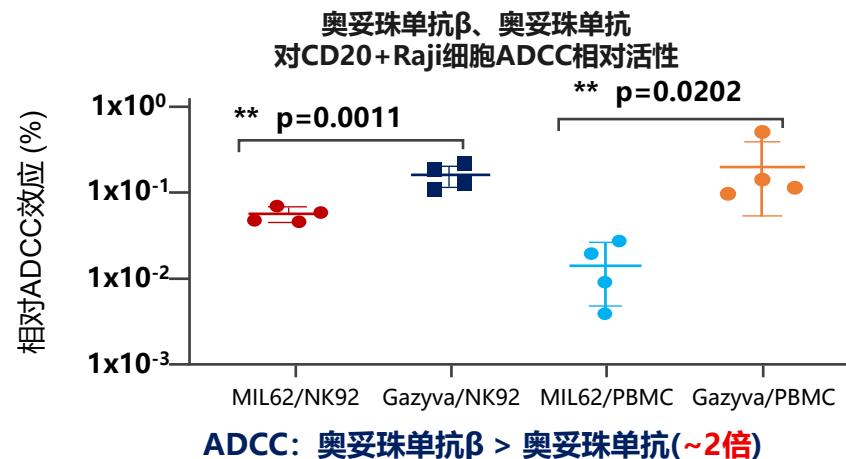 奥妥珠单抗β、奥妥珠单抗
对CD20+Raji细胞ADCC相对活性
相对ADCC效应 (%)
1x10⁰
1x10⁻¹
1x10⁻²
1x10⁻³
** p=0.0011
** p=0.0202
MIL62/NK92 Gazyva/NK92 MIL62/PBMC Gazyva/PBMC
ADCC：奥妥珠单抗β > 奥妥珠单抗(~2倍)